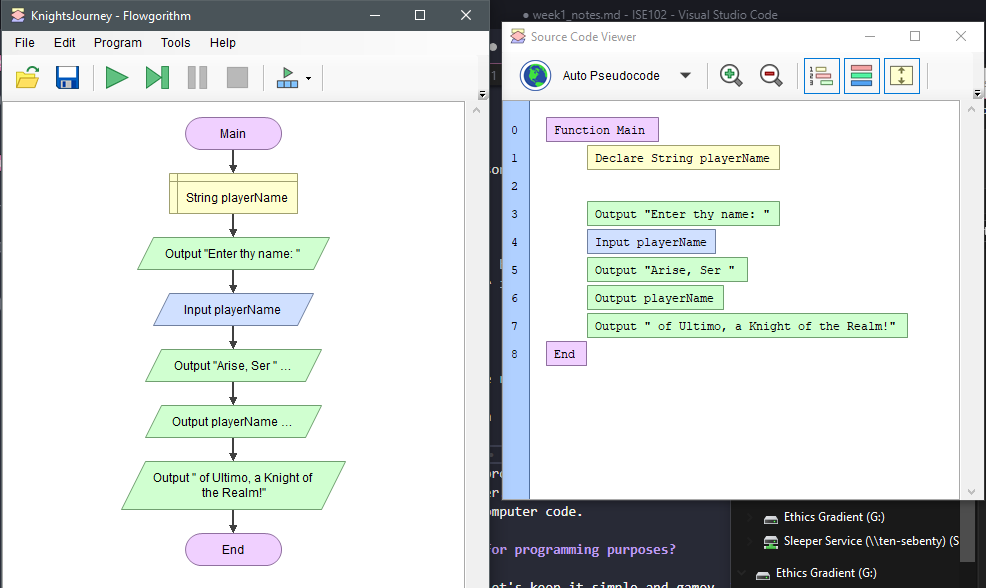 KnightsJourney - Flowgorithm
File Edit Program Tools Help
Main
String playerName
Output "Enter thy name: "
Input playerName
Output "Arise, Ser " ...
Output playerName ...
Output " of Ultimo, a Knight of
the Realm!"
End
● week1_notes.md - ISE102 - Visual Studio Code
Source Code Viewer
Auto Pseudocode
0 Function Main
1 Declare String playerName
2
3 Output "Enter thy name: "
4 Input playerName
5 Output "Arise, Ser "
6 Output playerName
7 Output " of Ultimo, a Knight of the Realm!"
8 End
computer code.
for programming purposes?
let's keep it simple and gamey
Ethics Gradient (G:)
Sleeper Service (\\ten-sebenty) (S
Ethics Gradient (G:)